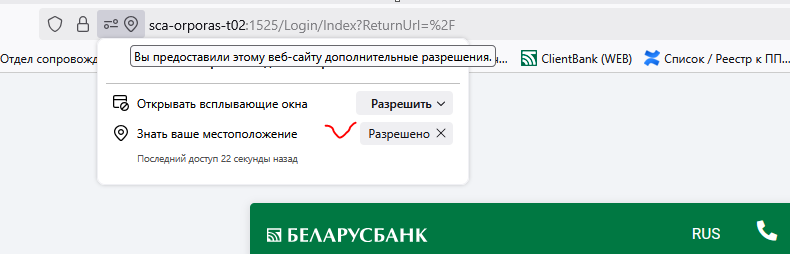 sca-orporas-t02:1525/Login/Index?ReturnUrl=%2F
Отдел сопровожд
Вы предоставили этому веб-сайту дополнительные разрешения.
ClientBank (WEB)
Список / Реестр к ПП...
Открывать всплывающие окна
Разрешить
Знать ваше местоположение
Разрешено
Последний доступ 22 секунды назад
БЕЛАРУСБАНК
RUS